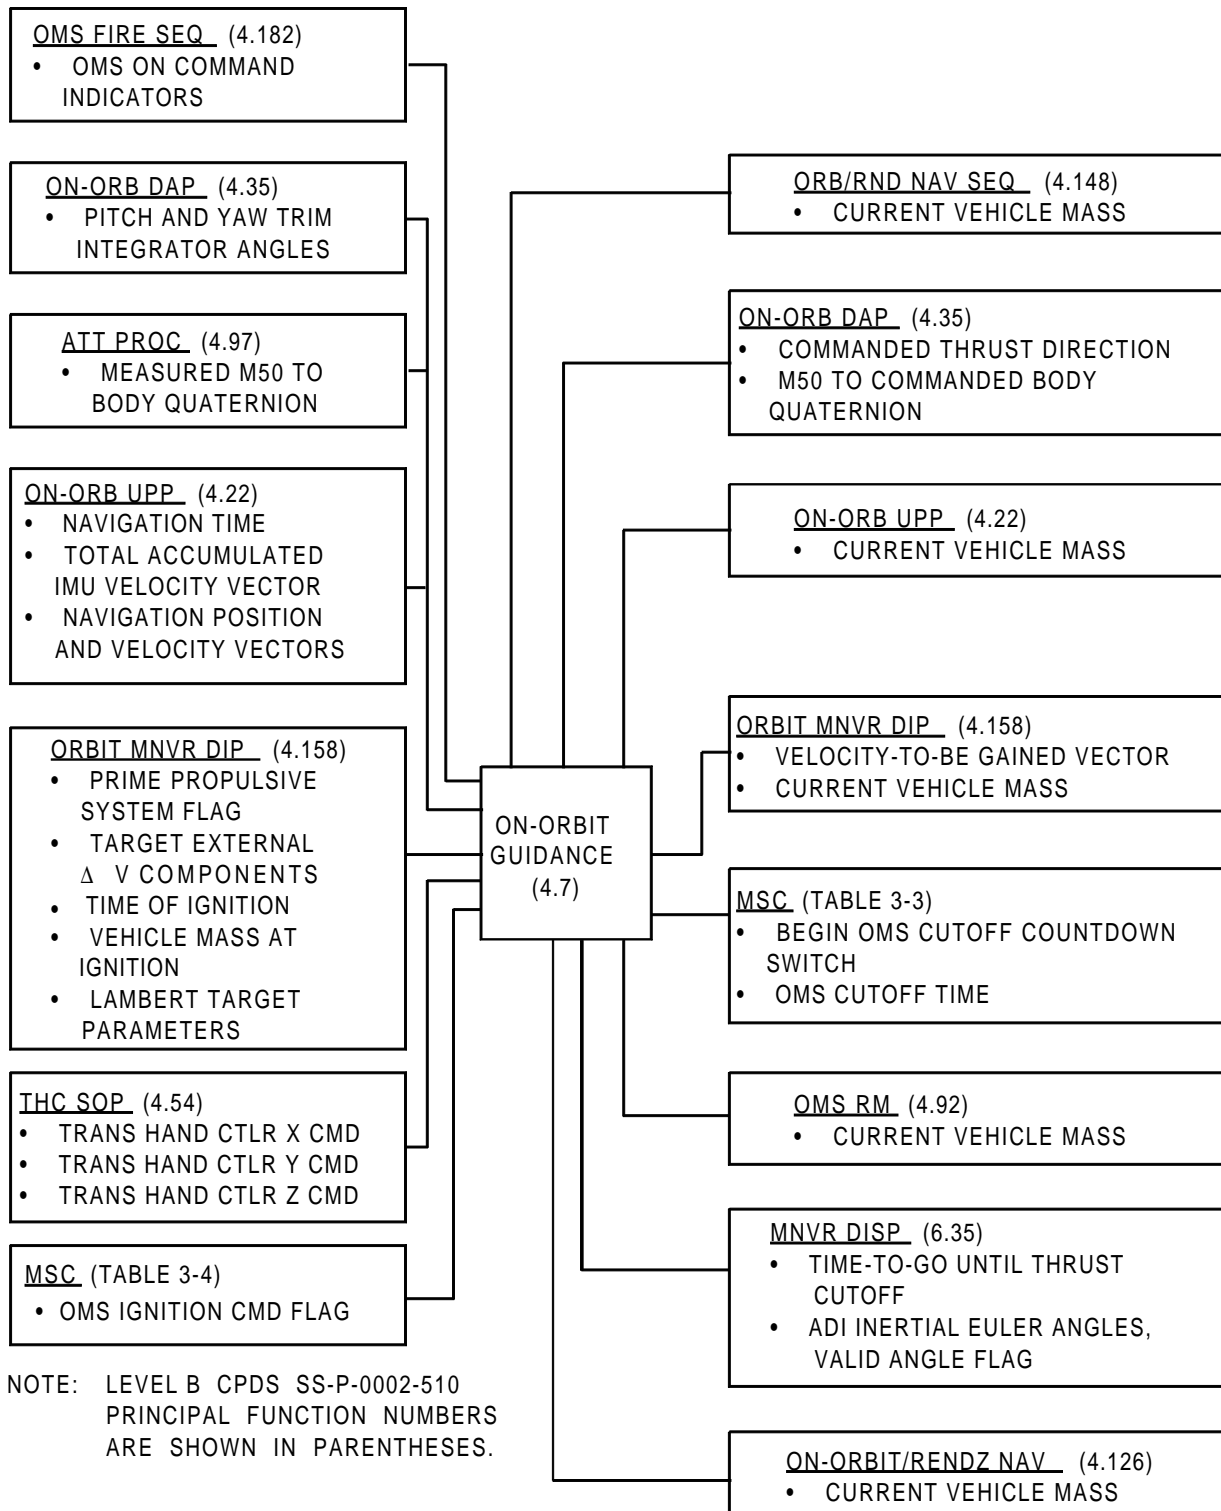 OMS FIRE SEQ (4.182)
• OMS ON COMMAND
INDICATORS
ON-ORB DAP (4.35)
• PITCH AND YAW TRIM
INTEGRATOR ANGLES
ATT PROC (4.97)
• MEASURED M50 TO
BODY QUATERNION
ON-ORB UPP (4.22)
• NAVIGATION TIME
• TOTAL ACCUMULATED
IMU VELOCITY VECTOR
• NAVIGATION POSITION
AND VELOCITY VECTORS
ORBIT MNVR DIP (4.158)
• PRIME PROPULSIVE
SYSTEM FLAG
• TARGET EXTERNAL
Δ V COMPONENTS
• TIME OF IGNITION
• VEHICLE MASS AT
IGNITION
• LAMBERT TARGET
PARAMETERS
THC SOP (4.54)
• TRANS HAND CTLR X CMD
• TRANS HAND CTLR Y CMD
• TRANS HAND CTLR Z CMD
MSC (TABLE 3-4)
• OMS IGNITION CMD FLAG
ON-ORBIT
GUIDANCE
(4.7)
ORB/RND NAV SEQ (4.148)
• CURRENT VEHICLE MASS
ON-ORB DAP (4.35)
• COMMANDED THRUST DIRECTION
• M50 TO COMMANDED BODY
QUATERNION
ON-ORB UPP (4.22)
• CURRENT VEHICLE MASS
ORBIT MNVR DIP (4.158)
• VELOCITY-TO-BE GAINED VECTOR
• CURRENT VEHICLE MASS
MSC (TABLE 3-3)
• BEGIN OMS CUTOFF COUNTDOWN
SWITCH
• OMS CUTOFF TIME
OMS RM (4.92)
• CURRENT VEHICLE MASS
MNVR DISP (6.35)
• TIME-TO-GO UNTIL THRUST
CUTOFF
• ADI INERTIAL EULER ANGLES,
VALID ANGLE FLAG
ON-ORBIT/RENDZ NAV (4.126)
• CURRENT VEHICLE MASS
NOTE: LEVEL B CPDS SS-P-0002-510
PRINCIPAL FUNCTION NUMBERS
ARE SHOWN IN PARENTHESES.